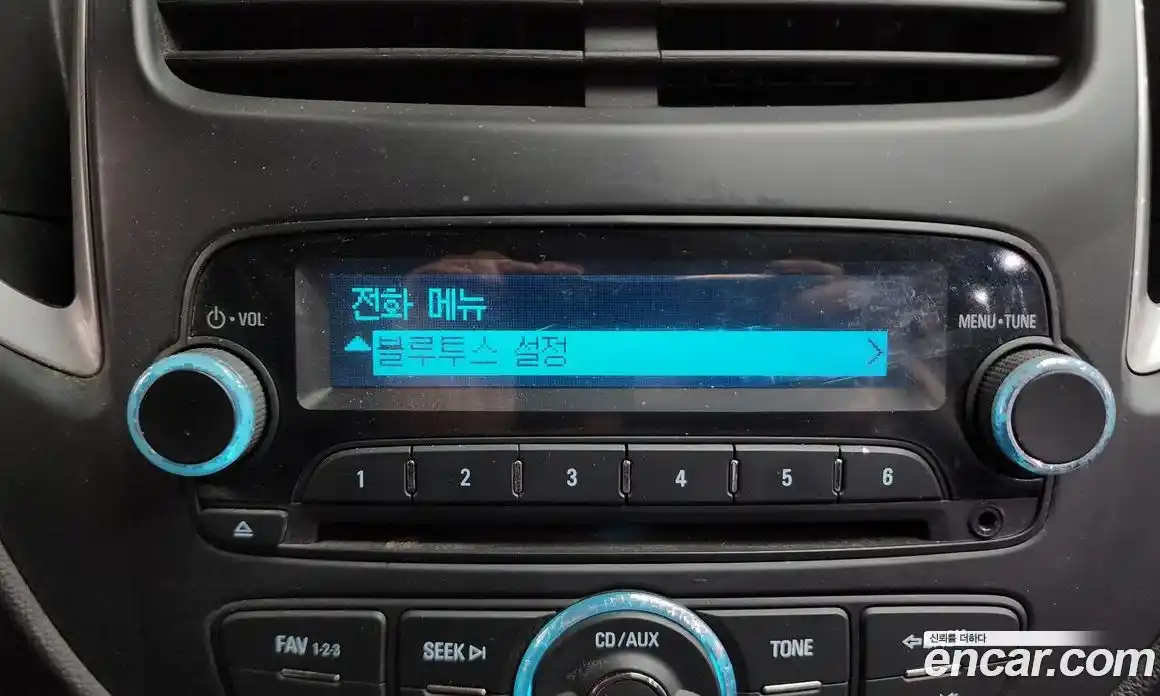 ⏻•VOL
전화 메뉴
블루투스 설정 >
MENU•TUNE
1 2 3 4 5 6
FAV 1-2-3
SEEK
CD/AUX
TONE
신뢰를 더하다
encar.com